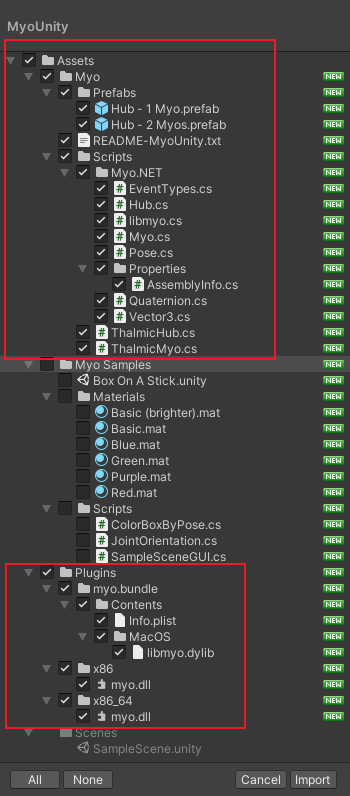 MyoUnity
Assets
Myo NEW
Prefabs NEW
Hub - 1 Myo.prefab NEW
Hub - 2 Myos.prefab NEW
README-MyoUnity.txt NEW
Scripts NEW
Myo.NET NEW
EventTypes.cs NEW
Hub.cs NEW
libmyo.cs NEW
Myo.cs NEW
Pose.cs NEW
Properties NEW
AssemblyInfo.cs NEW
Quaternion.cs NEW
Vector3.cs NEW
ThalmicHub.cs NEW
ThalmicMyo.cs NEW
Myo Samples NEW
Box On A Stick.unity NEW
Materials NEW
Basic (brighter).mat NEW
Basic.mat NEW
Blue.mat NEW
Green.mat NEW
Purple.mat NEW
Red.mat NEW
Scripts NEW
ColorBoxByPose.cs NEW
JointOrientation.cs NEW
SampleSceneGUI.cs NEW
Plugins NEW
myo.bundle NEW
Contents NEW
Info.plist NEW
MacOS NEW
libmyo.dylib NEW
x86 NEW
myo.dll NEW
x86_64 NEW
myo.dll NEW
Scenes
SampleScene.unity
All None Cancel Import